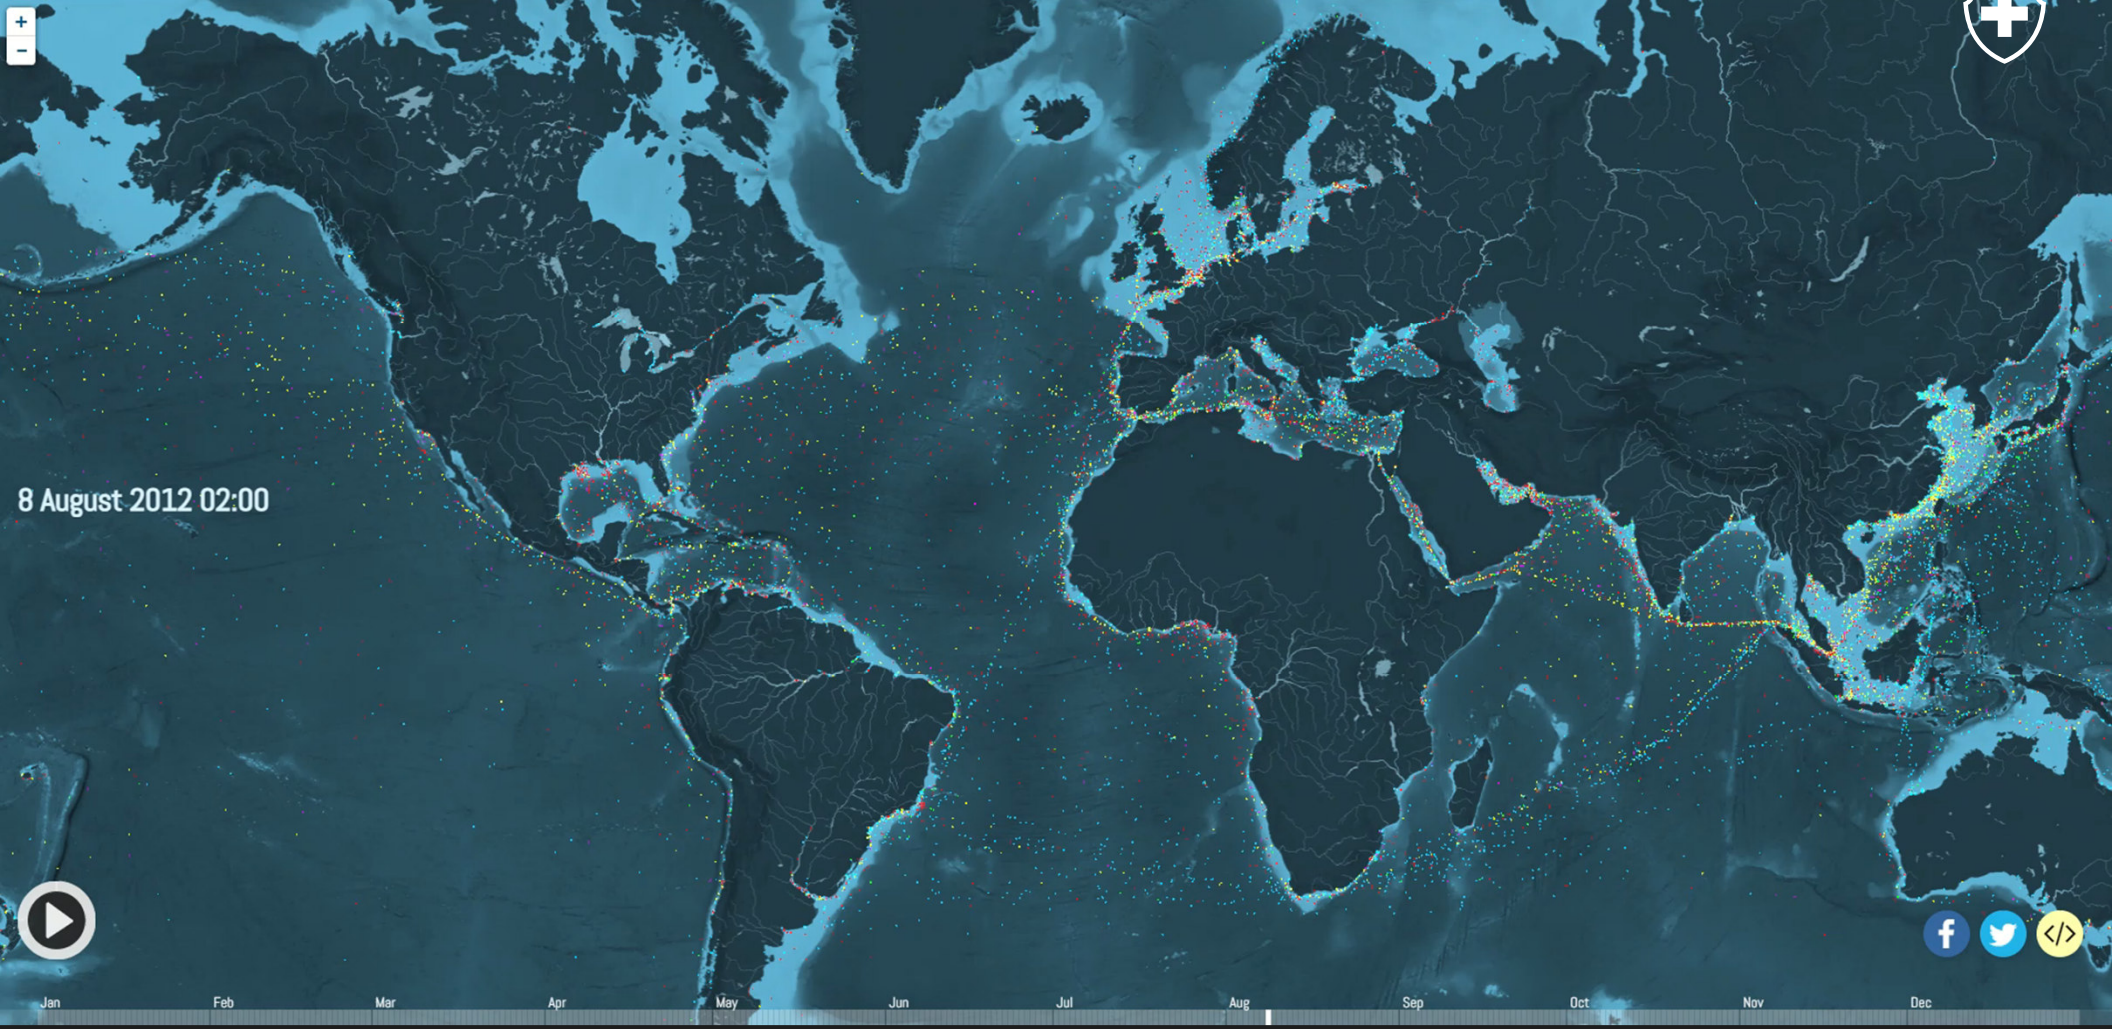 +
−
8 August 2012 02:00
f
</>
Jan Feb Mar Apr May Jun Jul Aug Sep Oct Nov Dec